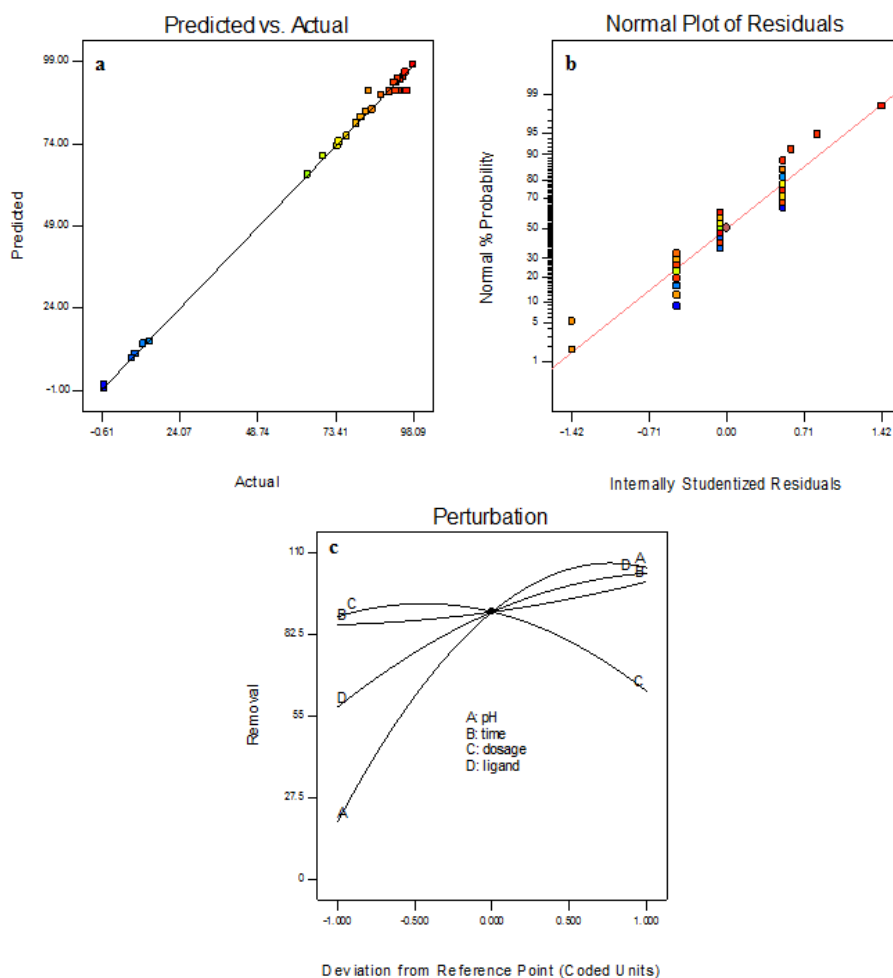 Predicted vs. Actual
a
99.00
74.00
49.00
24.00
-1.00
Predicted
-0.61 24.07 48.74 73.41 98.09
Actual
Normal Plot of Residuals
b
99
95
90
80
70
50
30
20
10
5
1
Normal % Probability
-1.42 -0.71 0.00 0.71 1.42
Internally Studentized Residuals
Perturbation
c
110
82.5
55
27.5
0
Removal
A
D
B
C
B
D
C
A
A: pH
B: time
C: dosage
D: ligand
-1.000 -0.500 0.000 0.500 1.000
Deviation from Reference Point (Coded Units)